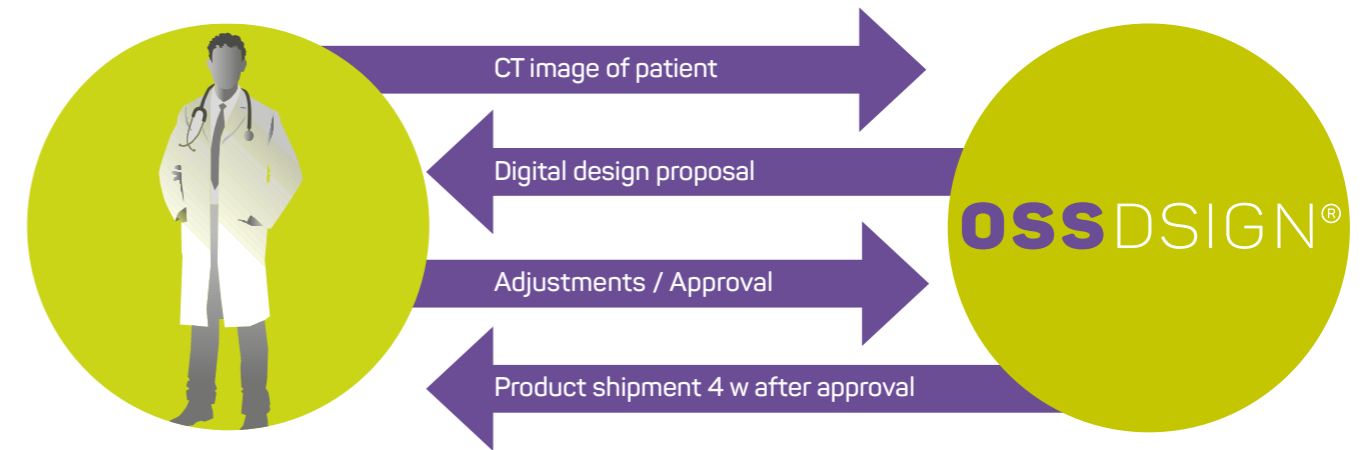 CT image of patient
Digital design proposal
OSSDSIGN®
Adjustments / Approval
Product shipment 4 w after approval